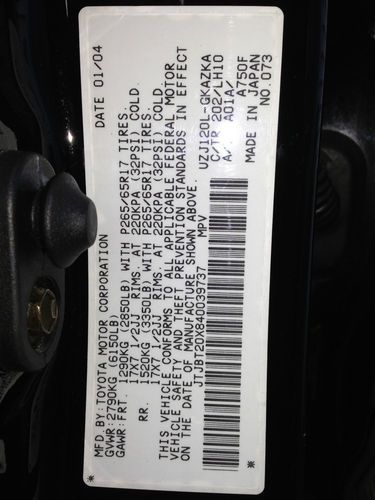 MFD.BY:TOYOTA MOTOR CORPORATION DATE 01/04
GVWR:2790KG (6150LB)
GAWR:FRT. 1290KG (2850LB) WITH P265/65R17 TIRES.
17X7 1/2JJ RIMS. AT 220KPA (32PSI) COLD
RR. 1520KG (3350LB) WITH P265/65R17 TIRES.
17X7 1/2JJ RIMS. AT 220KPA (32PSI) COLD.
THIS VEHICLE CONFORMS TO ALL APPLICABLE FEDERAL MOTOR
VEHICLE SAFETY AND THEFT PREVENTION STANDARDS IN EFFECT
ON THE DATE OF MANUFACTURE SHOWN ABOVE.
JTJBT20X840039737 MPV
UZJ120L-GKAZKA
C/TR 202/LH10
A/ A01A/ A750F
MADE IN JAPAN
NO.073